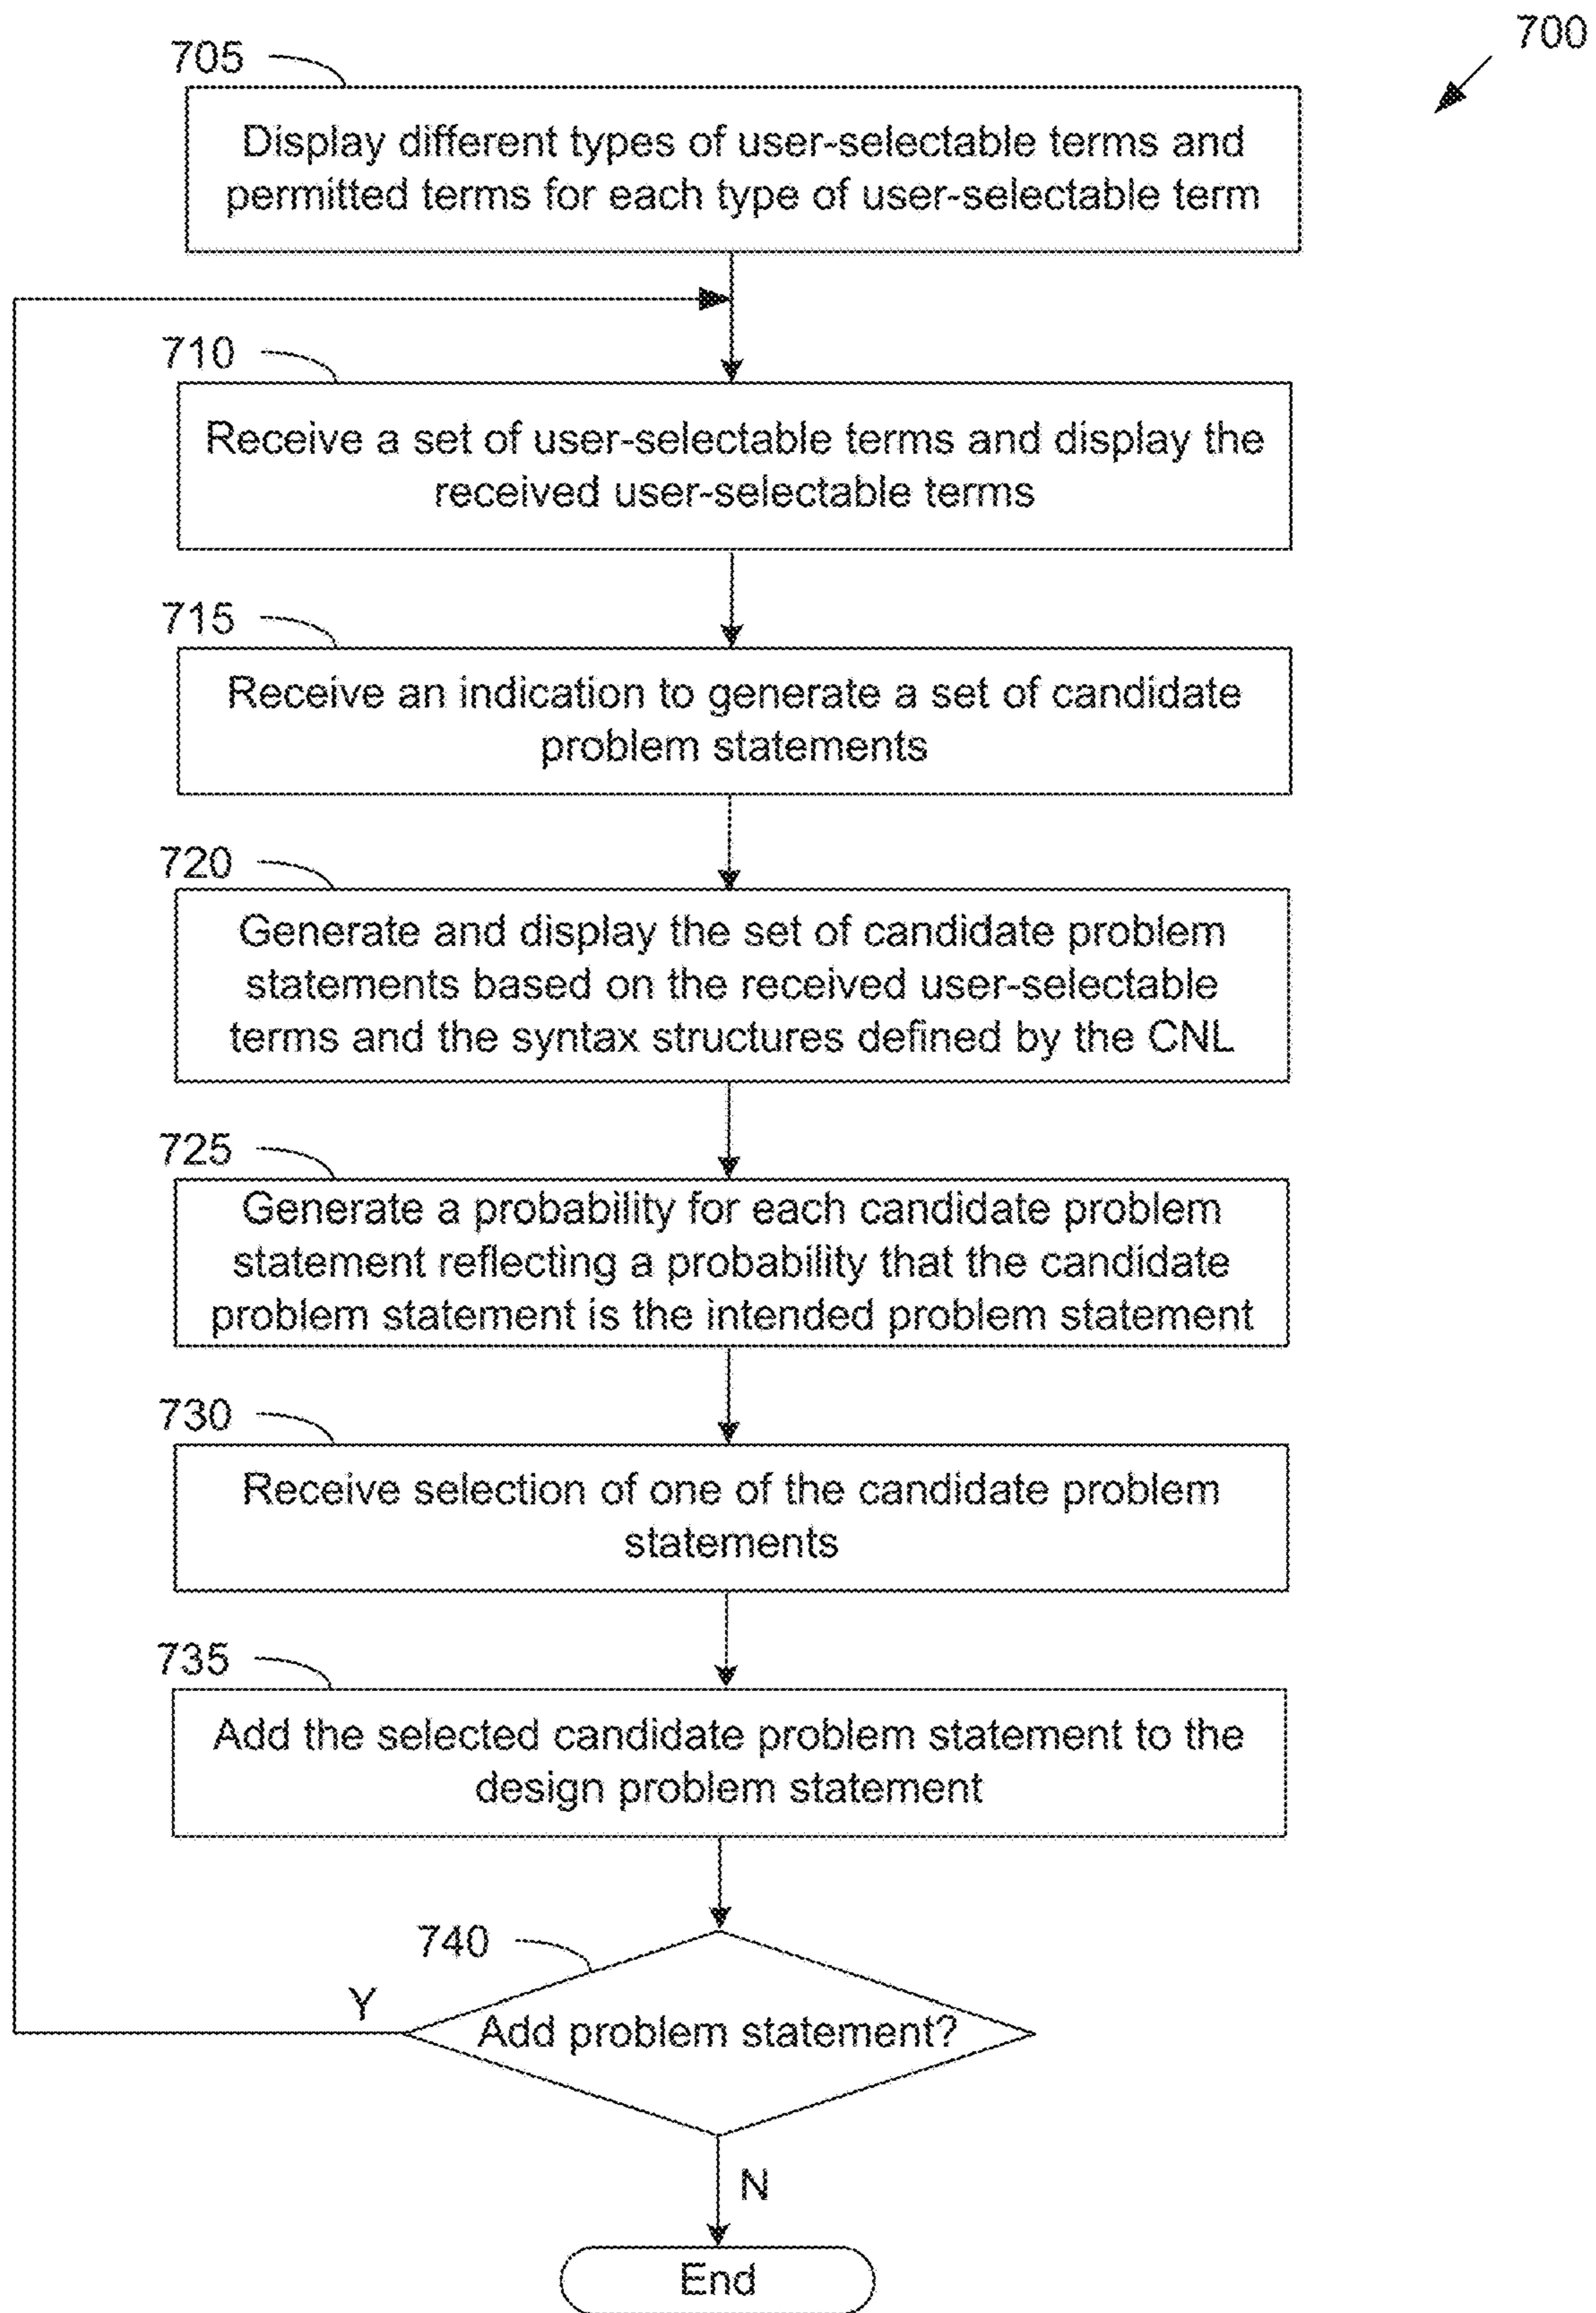 700
705
Display different types of user-selectable terms and
permitted terms for each type of user-selectable term
710
Receive a set of user-selectable terms and display the
received user-selectable terms
715
Receive an indication to generate a set of candidate
problem statements
720
Generate and display the set of candidate problem
statements based on the received user-selectable
terms and the syntax structures defined by the CNL
725
Generate a probability for each candidate problem
statement reflecting a probability that the candidate
problem statement is the intended problem statement
730
Receive selection of one of the candidate problem
statements
735
Add the selected candidate problem statement to the
design problem statement
740
Y
Add problem statement?
N
End